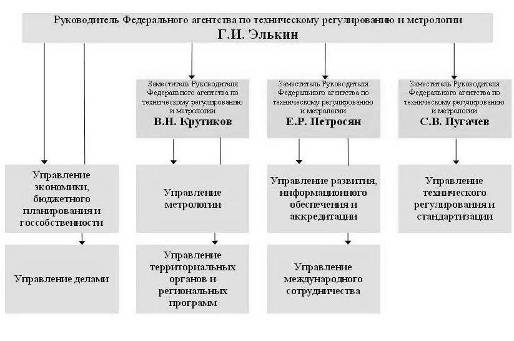 Руководитель Федерального агентства по техническому регулированию и метрологии
Г.И. Элькин
Заместитель Руководителя
Федерального агентства по
техническому регулированию
и метрологии
В.Н. Крутиков
Заместитель Руководителя
Федерального агентства по
техническому регулированию
и метрологии
Е.Р. Петросян
Заместитель Руководителя
Федерального агентства по
техническому регулированию
и метрологии
С.В. Пугачев
Управление
экономики,
бюджетного
планирования и
госсобственности
Управление
метрологии
Управление развития,
информационного
обеспечения и
аккредитации
Управление
технического
регулирования и
стандартизации
Управление делами
Управление
территориальных
органов и
региональных
программ
Управление
международного
сотрудничества